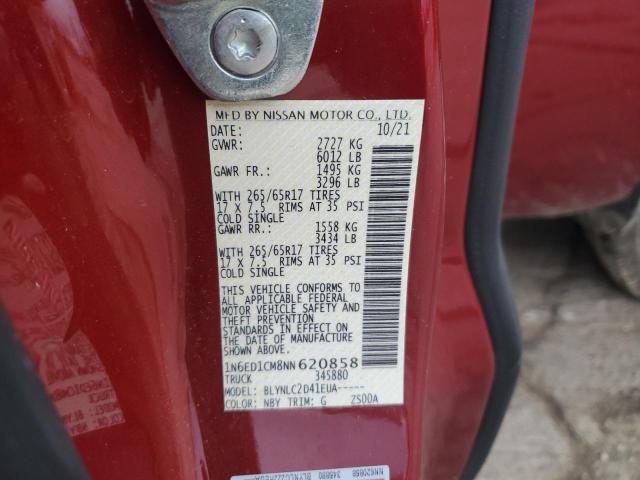 MFD BY NISSAN MOTOR CO., LTD.
DATE: 10/21
GVWR: 2727 KG
6012 LB
GAWR FR.: 1495 KG
3296 LB
WITH 265/65R17 TIRES
17 X 7.5 RIMS AT 35 PSI
COLD SINGLE
GAWR RR.: 1558 KG
3434 LB
WITH 265/65R17 TIRES
17 X 7.5 RIMS AT 35 PSI
COLD SINGLE
THIS VEHICLE CONFORMS TO
ALL APPLICABLE FEDERAL
MOTOR VEHICLE SAFETY AND
THEFT PREVENTION
STANDARDS IN EFFECT ON
THE DATE OF MANUFACTURE
SHOWN ABOVE.
1N6ED1CM8NN620858
TRUCK 345880
MODEL: BLYNLC2D41EUA-----
COLOR: NBY TRIM: G ZS00A
NN620858 345880